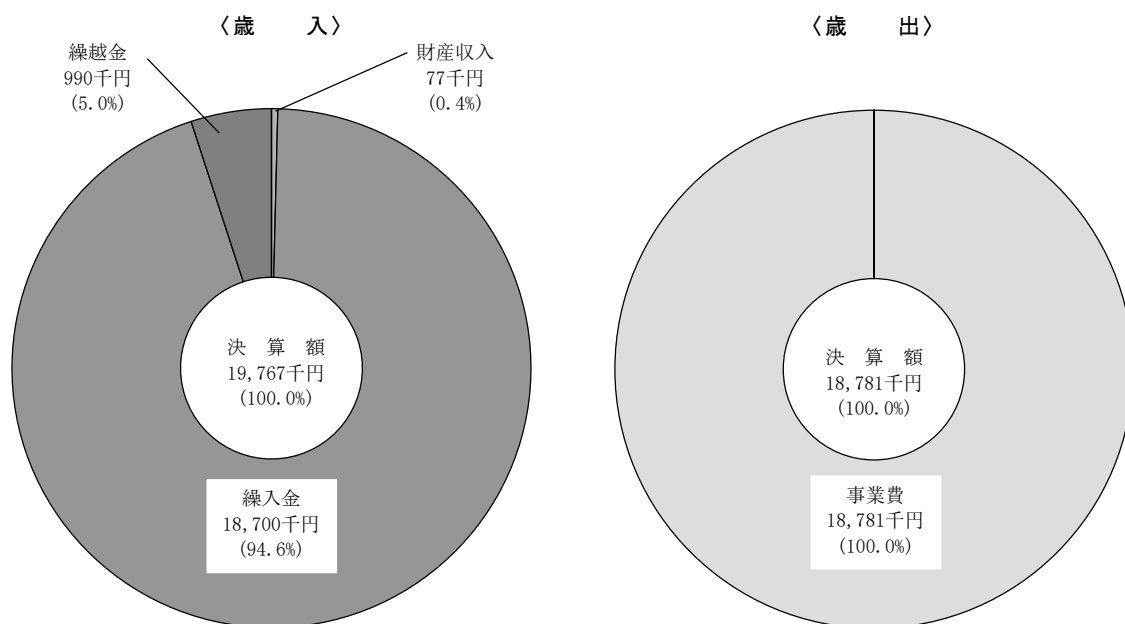 〈歳　　入〉
繰越金
990千円
(5.0%)
財産収入
77千円
(0.4%)
決　算　額
19,767千円
(100.0%)
繰入金
18,700千円
(94.6%)
〈歳　　出〉
決　算　額
18,781千円
(100.0%)
事業費
18,781千円
(100.0%)